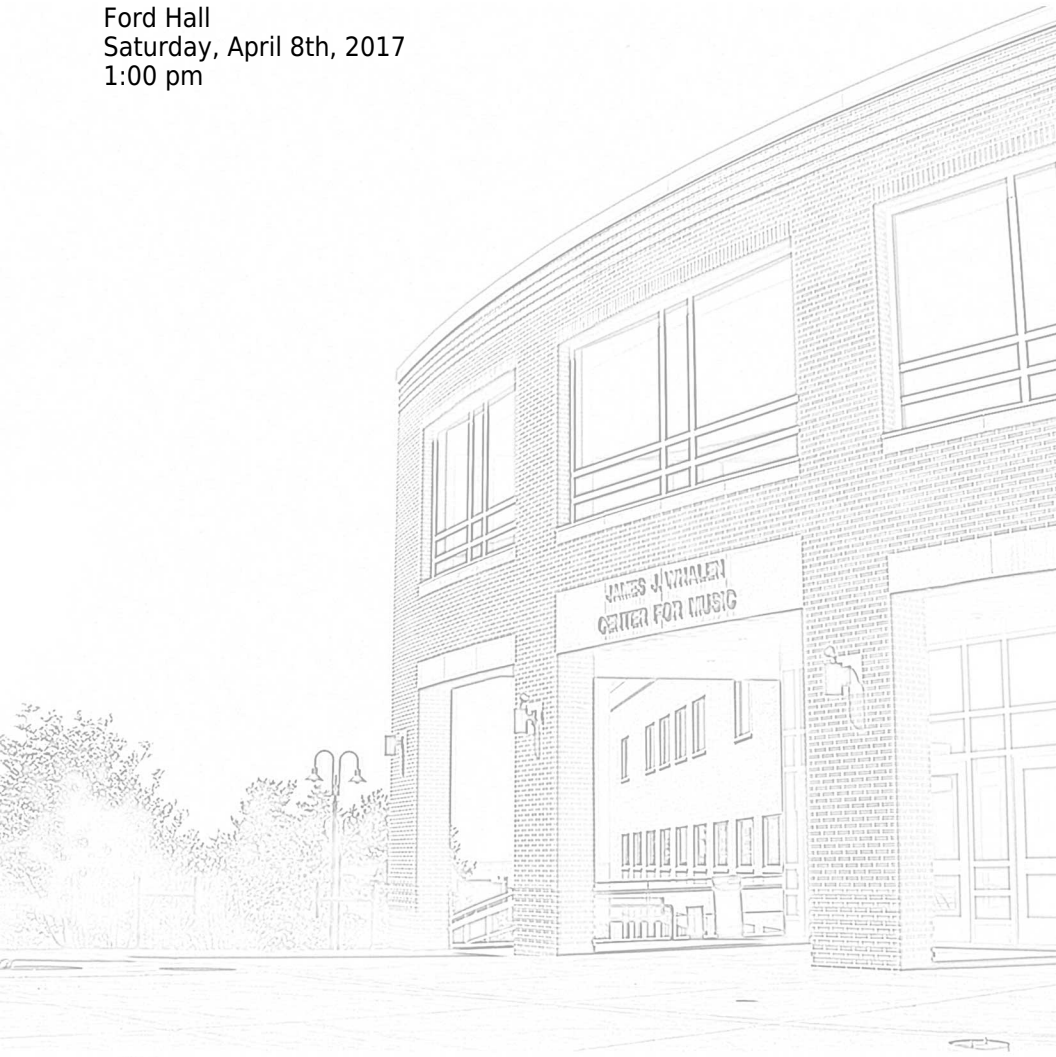 Ford Hall
Saturday, April 8th, 2017
1:00 pm
JAMES J. WHALEN
CENTER FOR MUSIC